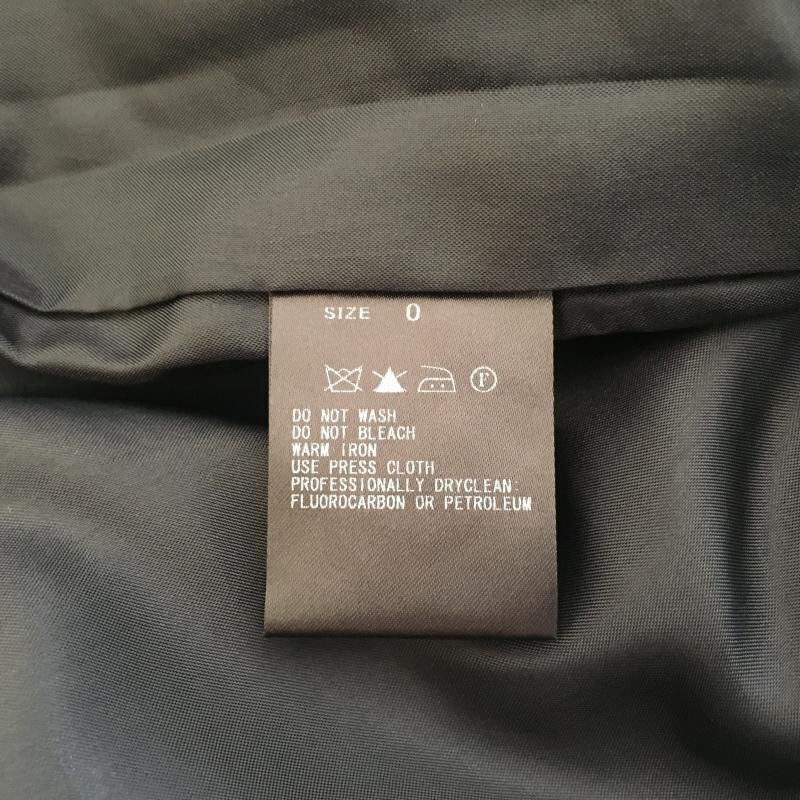 SIZE 0
F
DO NOT WASH
DO NOT BLEACH
WARM IRON
USE PRESS CLOTH
PROFESSIONALLY DRYCLEAN:
FLUOROCARBON OR PETROLEUM